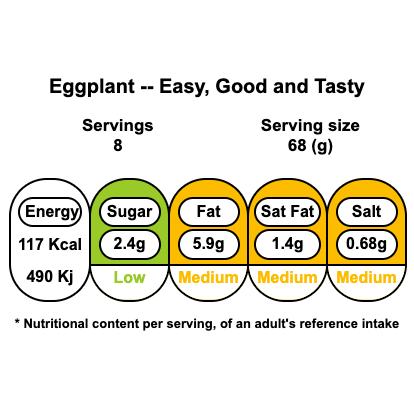 Eggplant -- Easy, Good and Tasty
Servings Serving size
8 68 (g)
Energy Sugar Fat Sat Fat Salt
117 Kcal 2.4g 5.9g 1.4g 0.68g
490 Kj Low Medium Medium Medium
* Nutritional content per serving, of an adult's reference intake